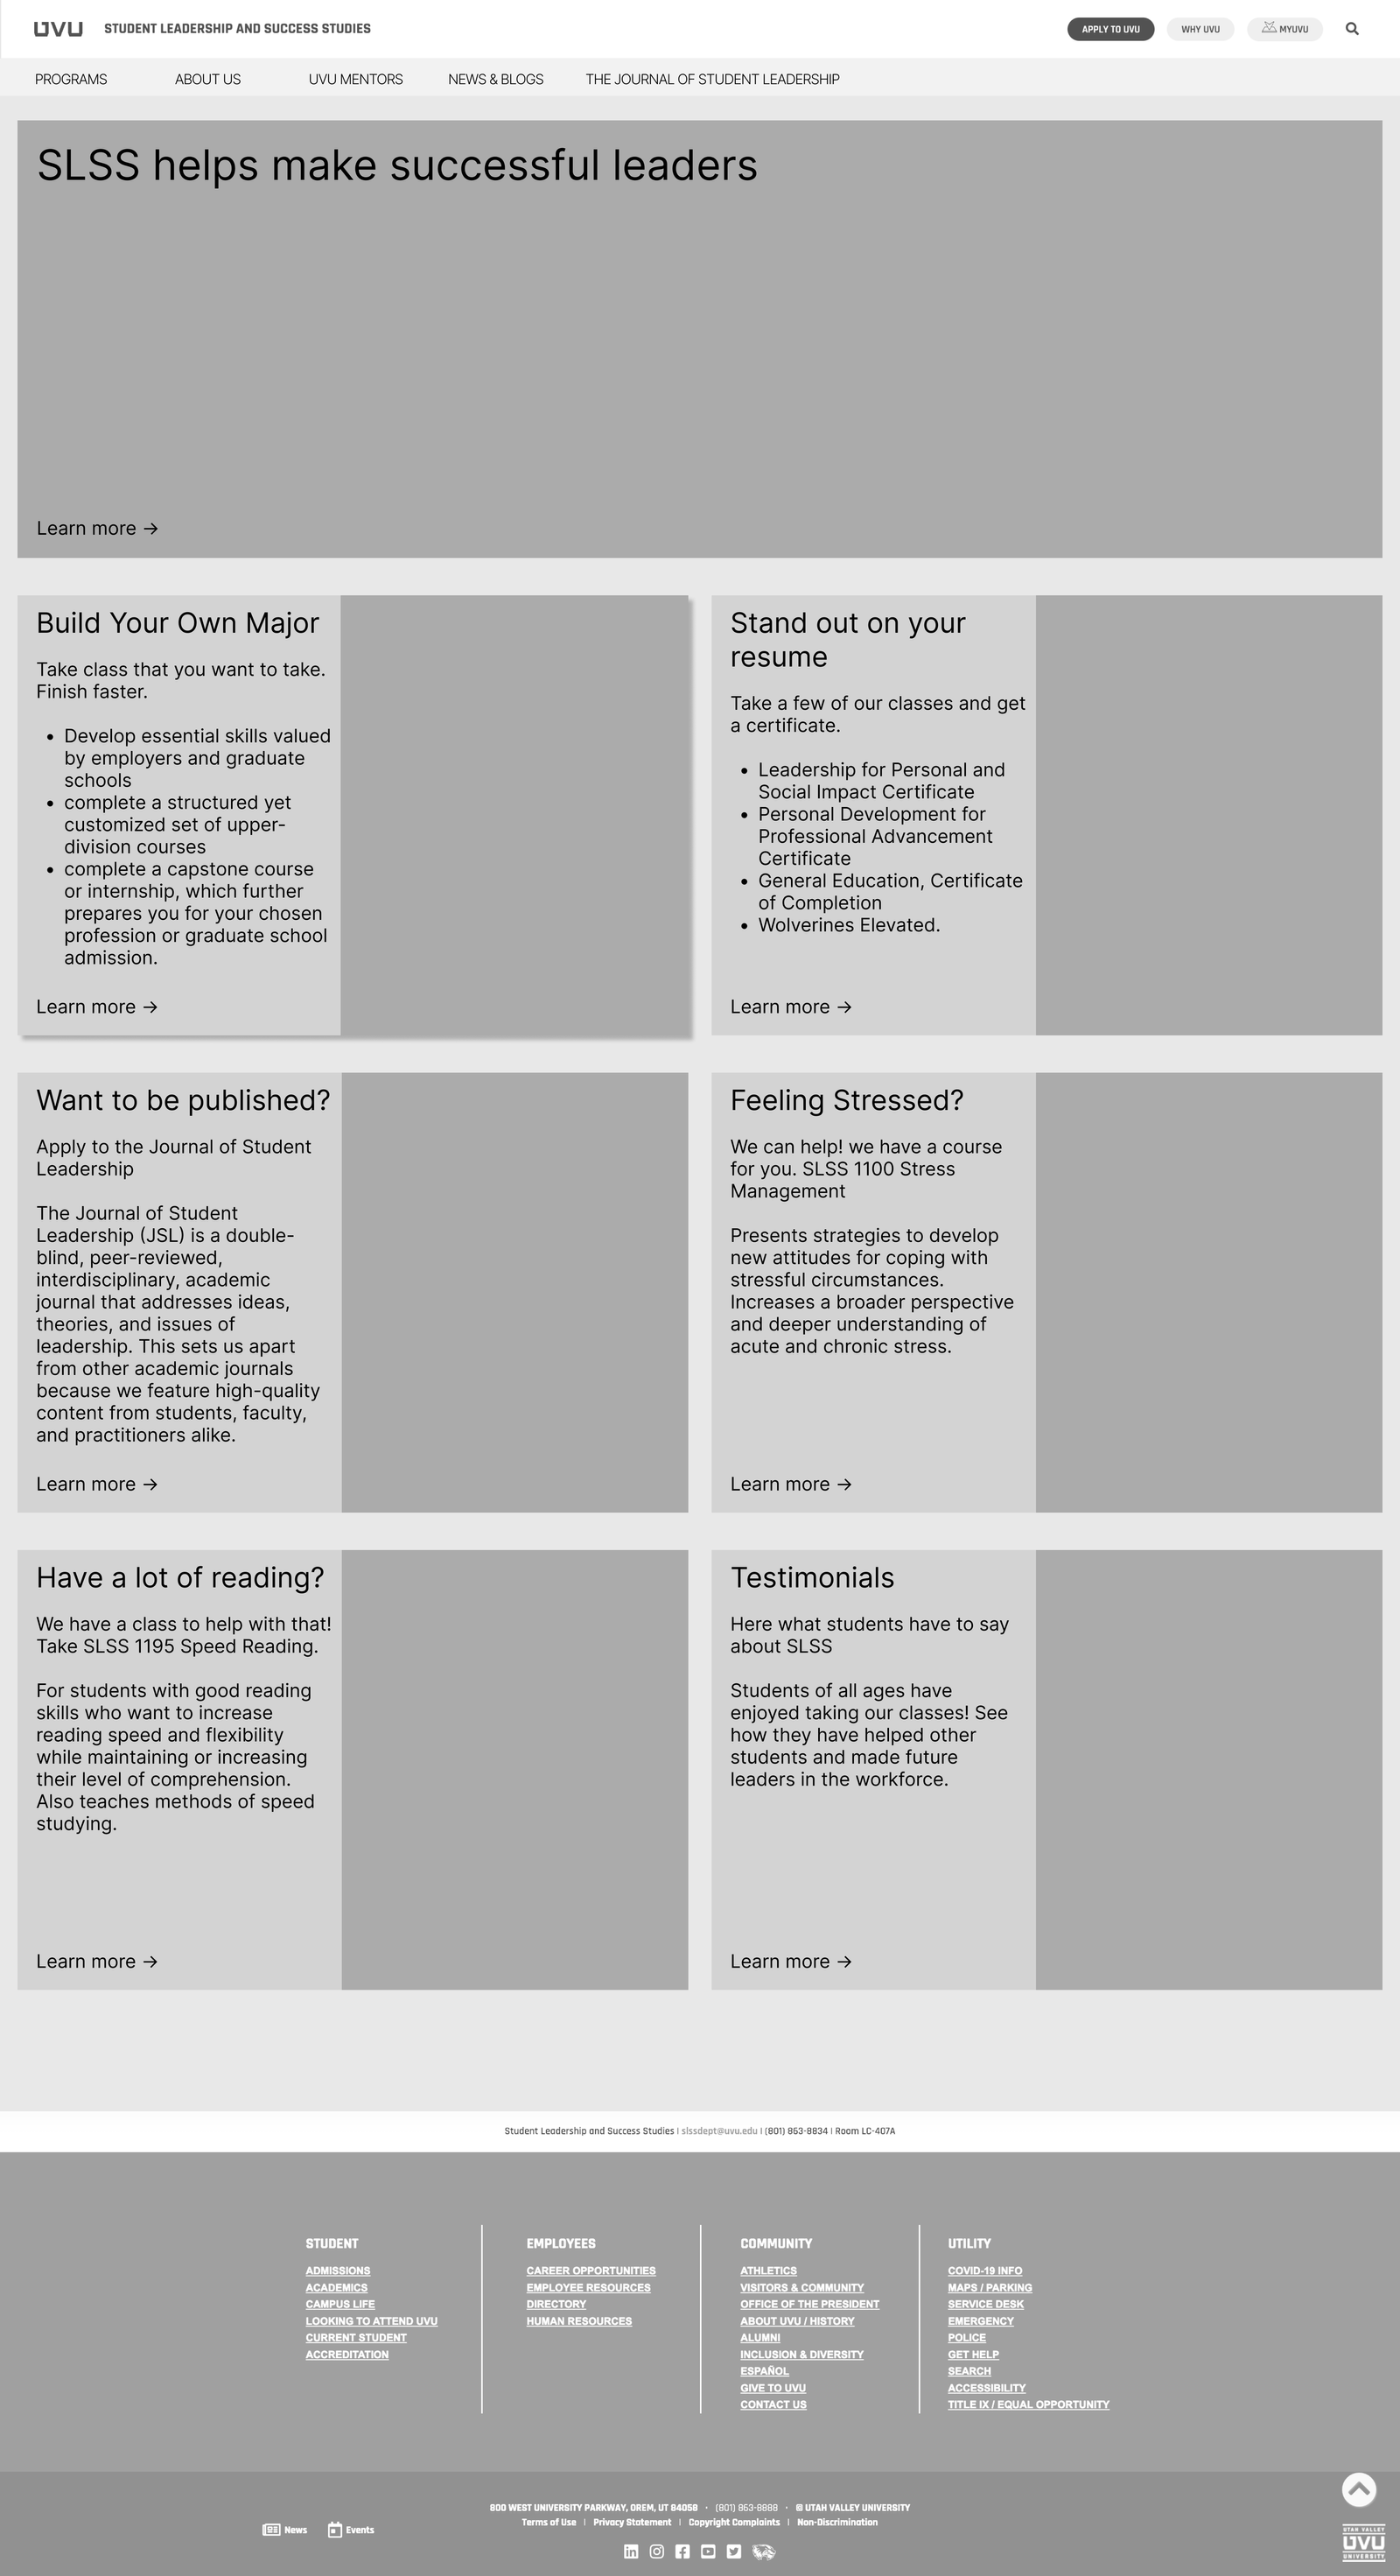 UVU STUDENT LEADERSHIP AND SUCCESS STUDIES APPLY TO UVU WHY UVU MYUVU
PROGRAMS ABOUT US UVU MENTORS NEWS & BLOGS THE JOURNAL OF STUDENT LEADERSHIP
SLSS helps make successful leaders
Learn more →
Build Your Own Major
Take class that you want to take.
Finish faster.
• Develop essential skills valued
by employers and graduate
schools
• complete a structured yet
customized set of upper-
division courses
• complete a capstone course
or internship, which further
prepares you for your chosen
profession or graduate school
admission.
Learn more →
Stand out on your
resume
Take a few of our classes and get
a certificate.
• Leadership for Personal and
Social Impact Certificate
• Personal Development for
Professional Advancement
Certificate
• General Education, Certificate
of Completion
• Wolverines Elevated.
Learn more →
Want to be published?
Apply to the Journal of Student
Leadership
The Journal of Student
Leadership (JSL) is a double-
blind, peer-reviewed,
interdisciplinary, academic
journal that addresses ideas,
theories, and issues of
leadership. This sets us apart
from other academic journals
because we feature high-quality
content from students, faculty,
and practitioners alike.
Learn more →
Feeling Stressed?
We can help! we have a course
for you. SLSS 1100 Stress
Management
Presents strategies to develop
new attitudes for coping with
stressful circumstances.
Increases a broader perspective
and deeper understanding of
acute and chronic stress.
Learn more →
Have a lot of reading?
We have a class to help with that!
Take SLSS 1195 Speed Reading.
For students with good reading
skills who want to increase
reading speed and flexibility
while maintaining or increasing
their level of comprehension.
Also teaches methods of speed
studying.
Learn more →
Testimonials
Here what students have to say
about SLSS
Students of all ages have
enjoyed taking our classes! See
how they have helped other
students and made future
leaders in the workforce.
Learn more →
Student Leadership and Success Studies | slssdept@uvu.edu | (801) 863-8834 | Room LC-407A
STUDENT
ADMISSIONS
ACADEMICS
CAMPUS LIFE
LOOKING TO ATTEND UVU
CURRENT STUDENT
ACCREDITATION
EMPLOYEES
CAREER OPPORTUNITIES
EMPLOYEE RESOURCES
DIRECTORY
HUMAN RESOURCES
COMMUNITY
ATHLETICS
VISITORS & COMMUNITY
OFFICE OF THE PRESIDENT
ABOUT UVU / HISTORY
ALUMNI
INCLUSION & DIVERSITY
ESPAÑOL
GIVE TO UVU
CONTACT US
UTILITY
COVID-19 INFO
MAPS / PARKING
SERVICE DESK
EMERGENCY
POLICE
GET HELP
SEARCH
ACCESSIBILITY
TITLE IX / EQUAL OPPORTUNITY
News Events
800 WEST UNIVERSITY PARKWAY, OREM, UT 84058 · (801) 863-8888 · © UTAH VALLEY UNIVERSITY
Terms of Use | Privacy Statement | Copyright Complaints | Non-Discrimination
UTAH VALLEY
UVU
UNIVERSITY